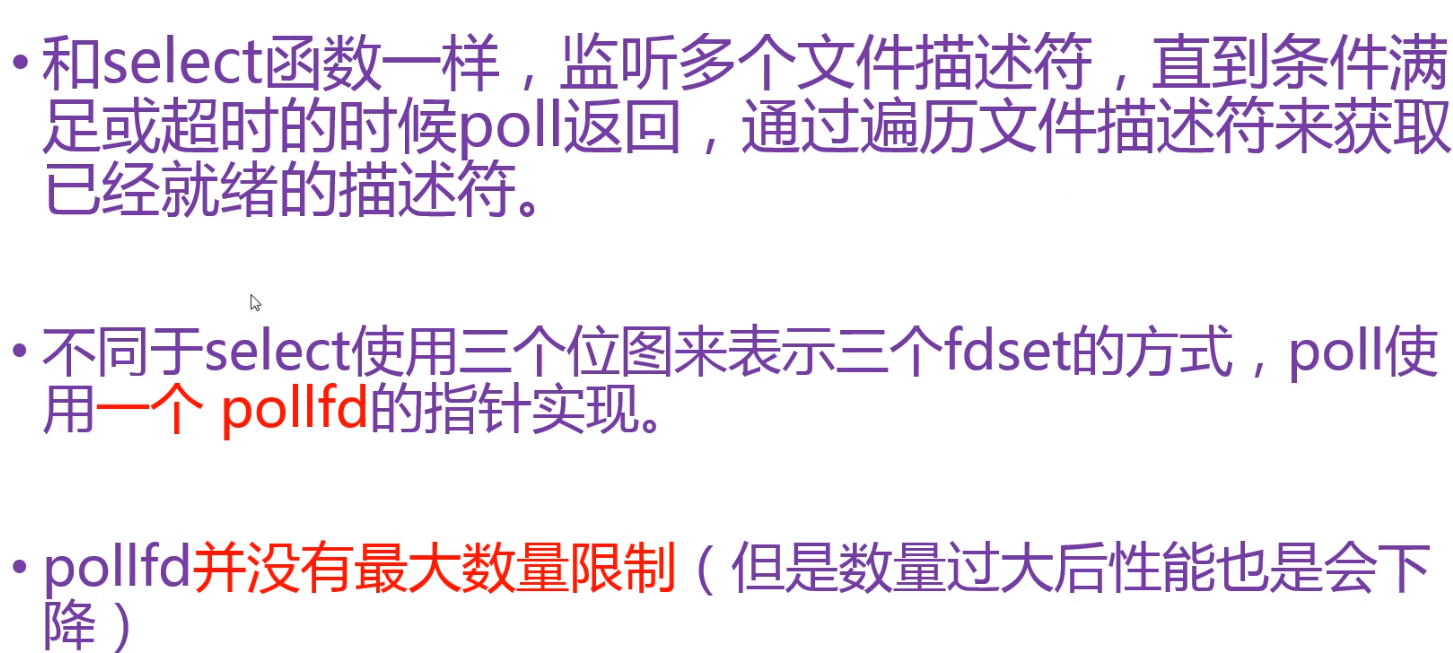 • 和select函数一样，监听多个文件描述符，直到条件满
足或超时的时候poll返回，通过遍历文件描述符来获取
已经就绪的描述符。
• 不同于select使用三个位图来表示三个fdset的方式，poll使
用一个 pollfd的指针实现。
• pollfd并没有最大数量限制（但是数量过大后性能也是会下
降）